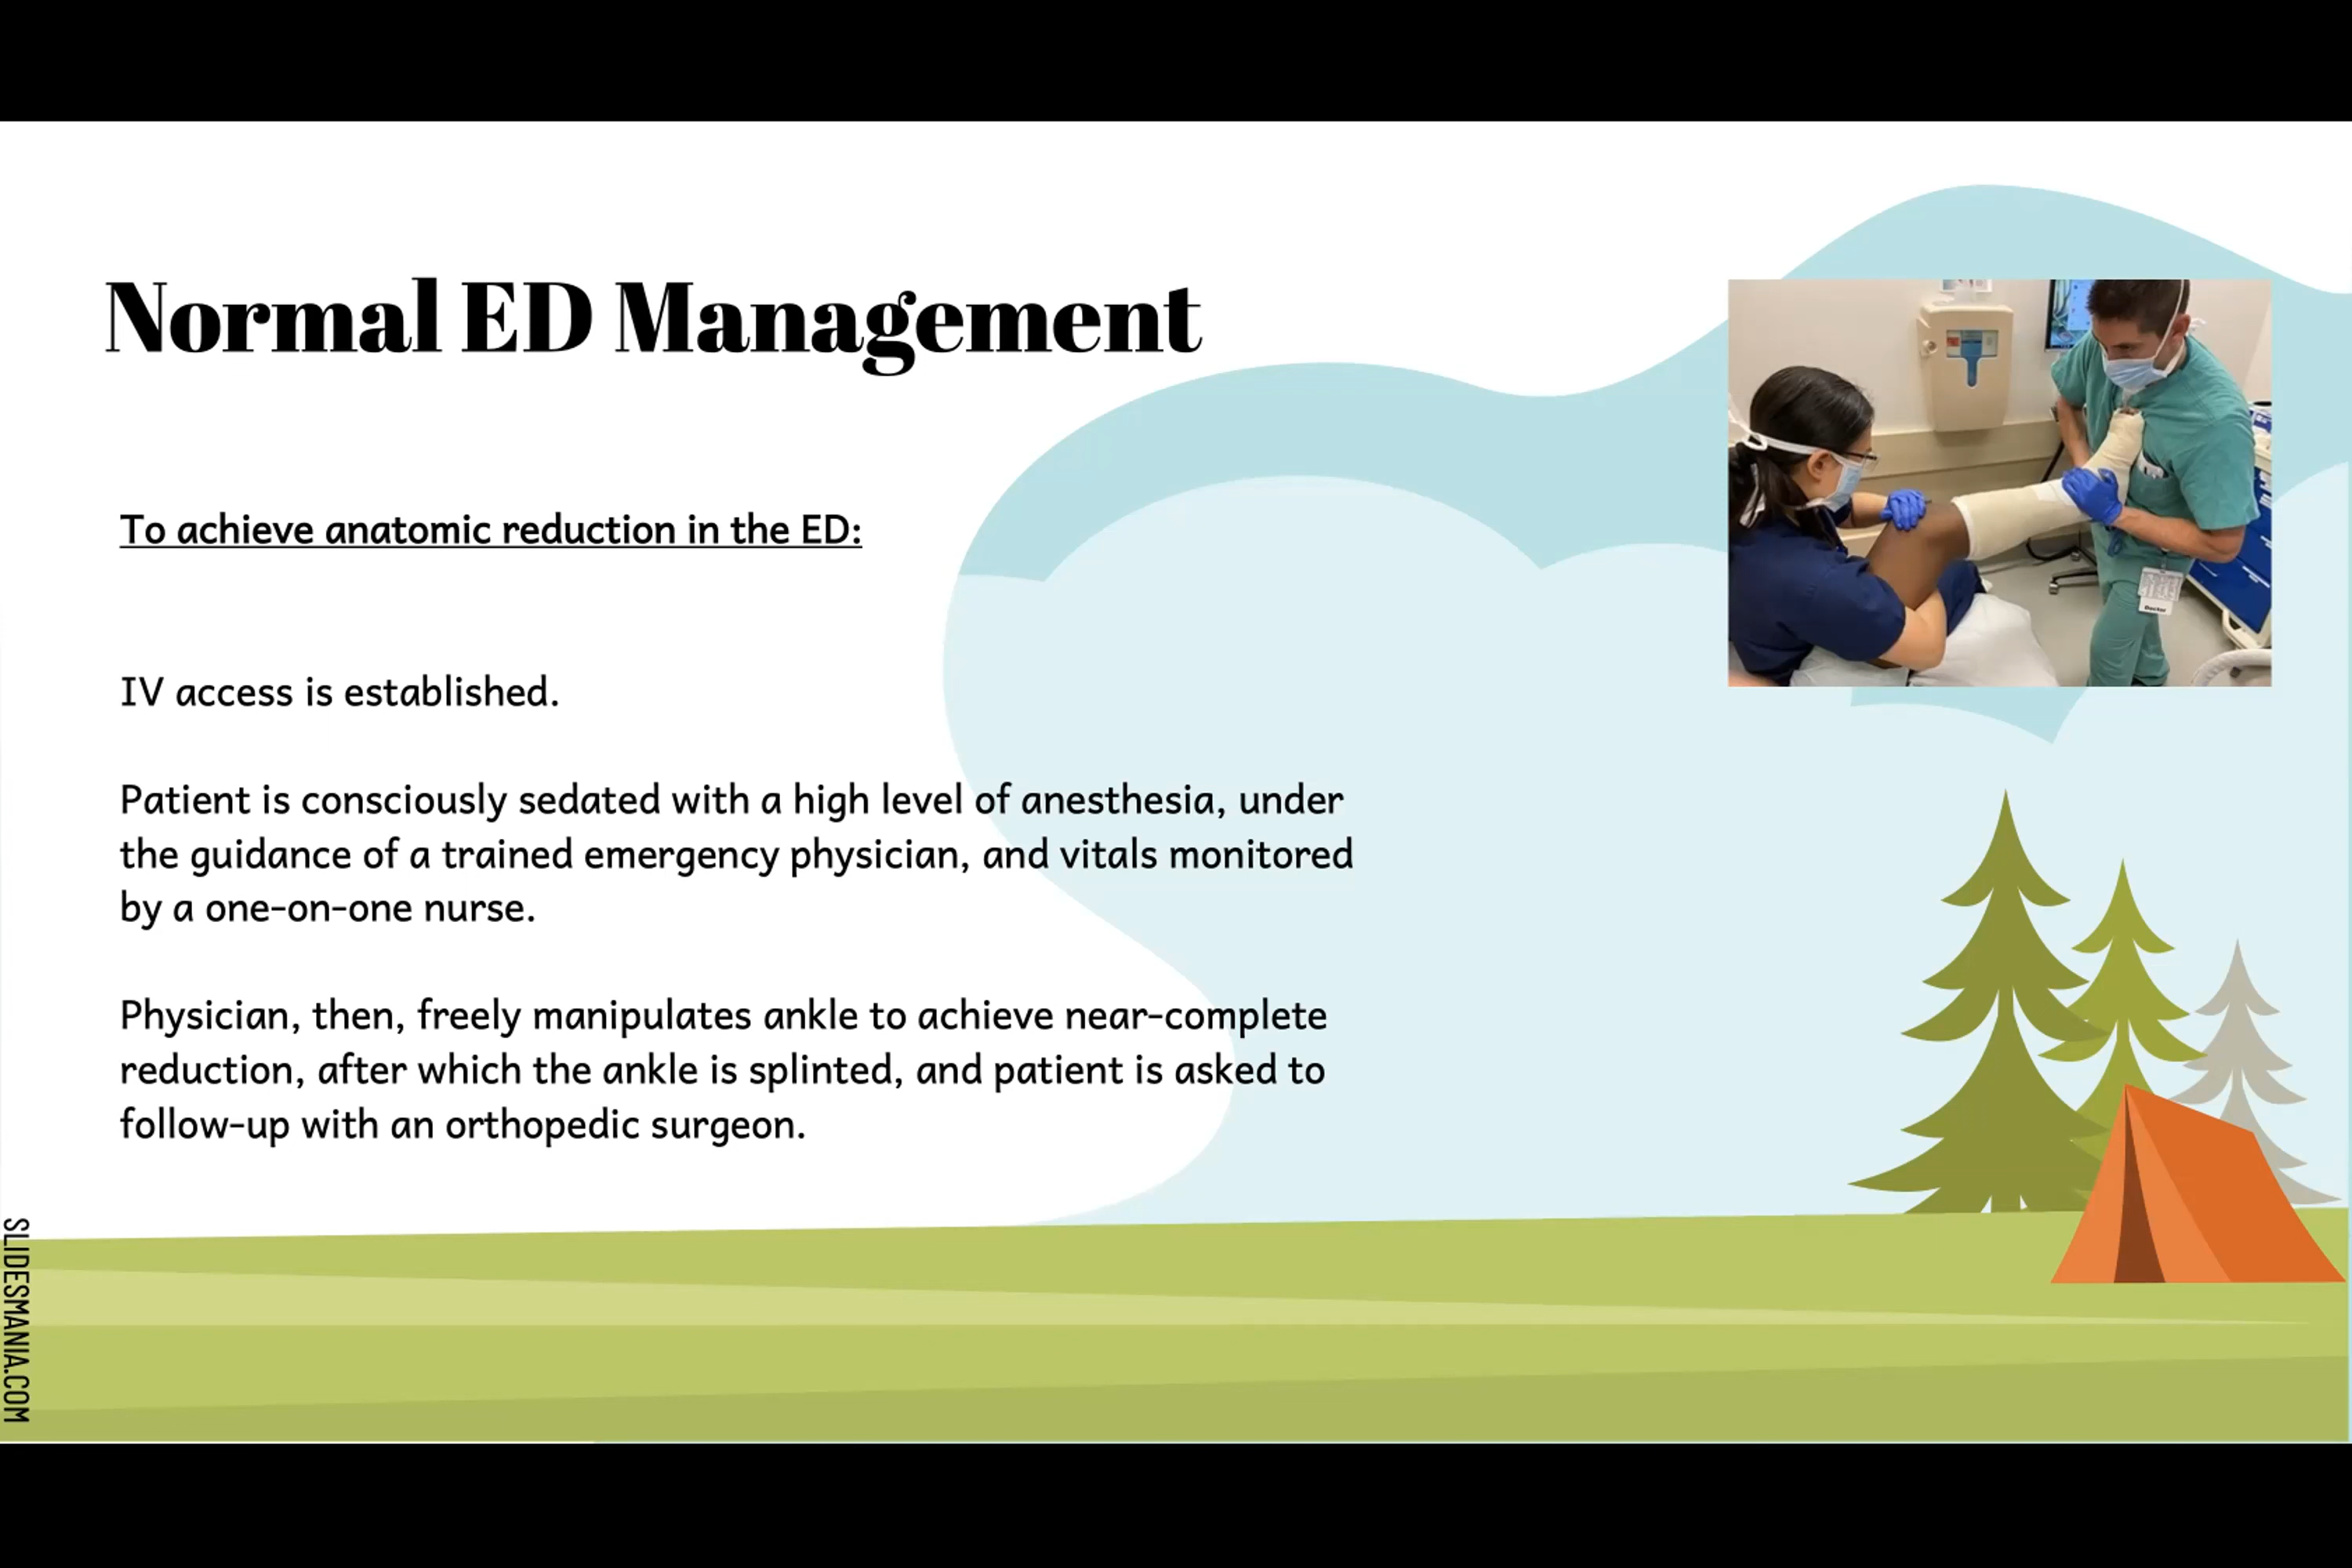 Normal ED Management
To achieve anatomic reduction in the ED:
IV access is established.
Patient is consciously sedated with a high level of anesthesia, under
the guidance of a trained emergency physician, and vitals monitored
by a one-on-one nurse.
Physician, then, freely manipulates ankle to achieve near-complete
reduction, after which the ankle is splinted, and patient is asked to
follow-up with an orthopedic surgeon.
Doctor
SLIDESMANIA.COM